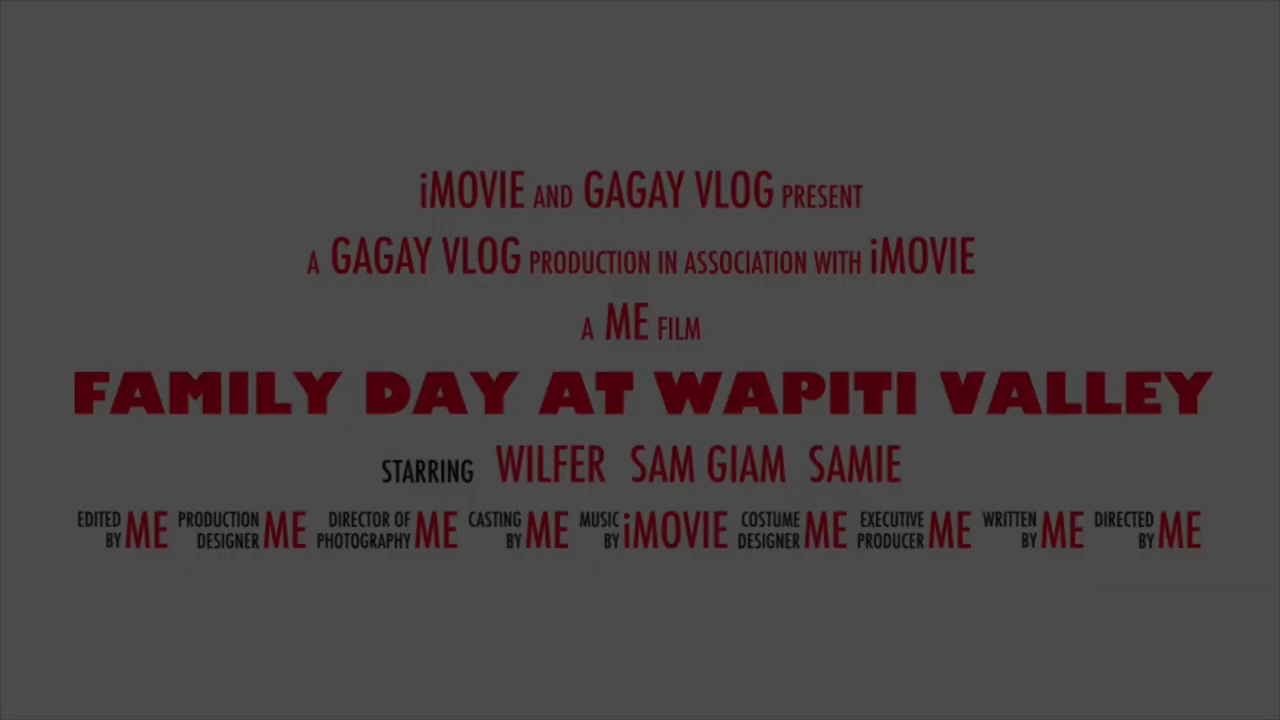 iMOVIE AND GAGAY VLOG PRESENT
A GAGAY VLOG PRODUCTION IN ASSOCIATION WITH iMOVIE
A ME FILM
FAMILY DAY AT WAPITI VALLEY
STARRING WILFER SAM GIAM SAMIE
EDITED BY ME PRODUCTION DESIGNER ME DIRECTOR OF PHOTOGRAPHY ME CASTING BY ME MUSIC BY iMOVIE COSTUME DESIGNER ME EXECUTIVE PRODUCER ME WRITTEN BY ME DIRECTED BY ME